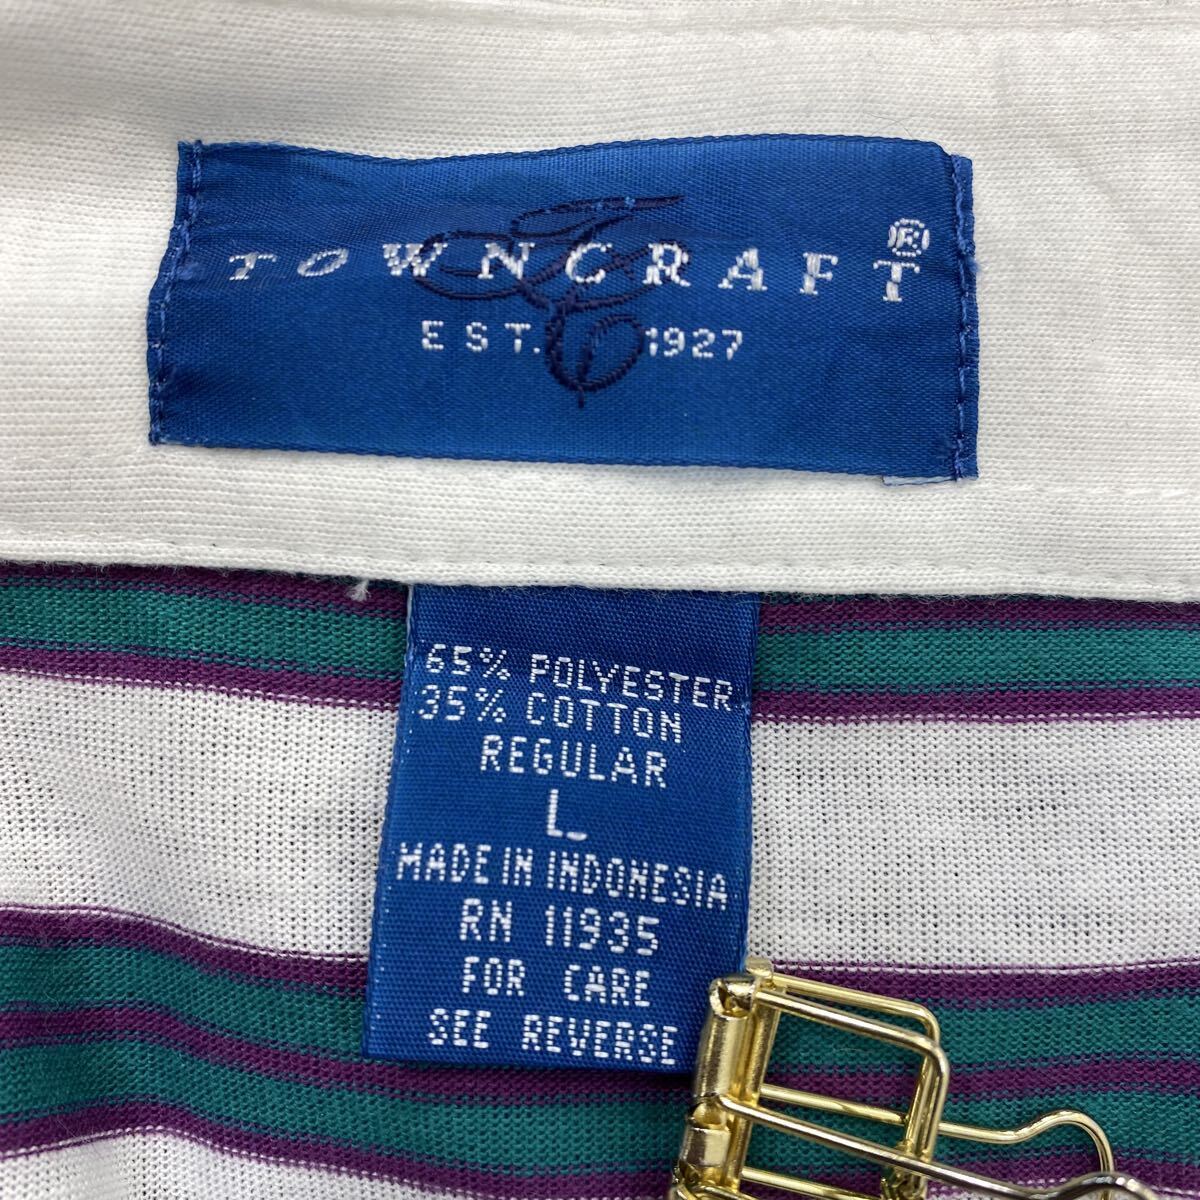 TOWNCRAFT®
EST. 1927
65% POLYESTER
35% COTTON
REGULAR
L
MADE IN INDONESIA
RN 11935
FOR CARE
SEE REVERSE